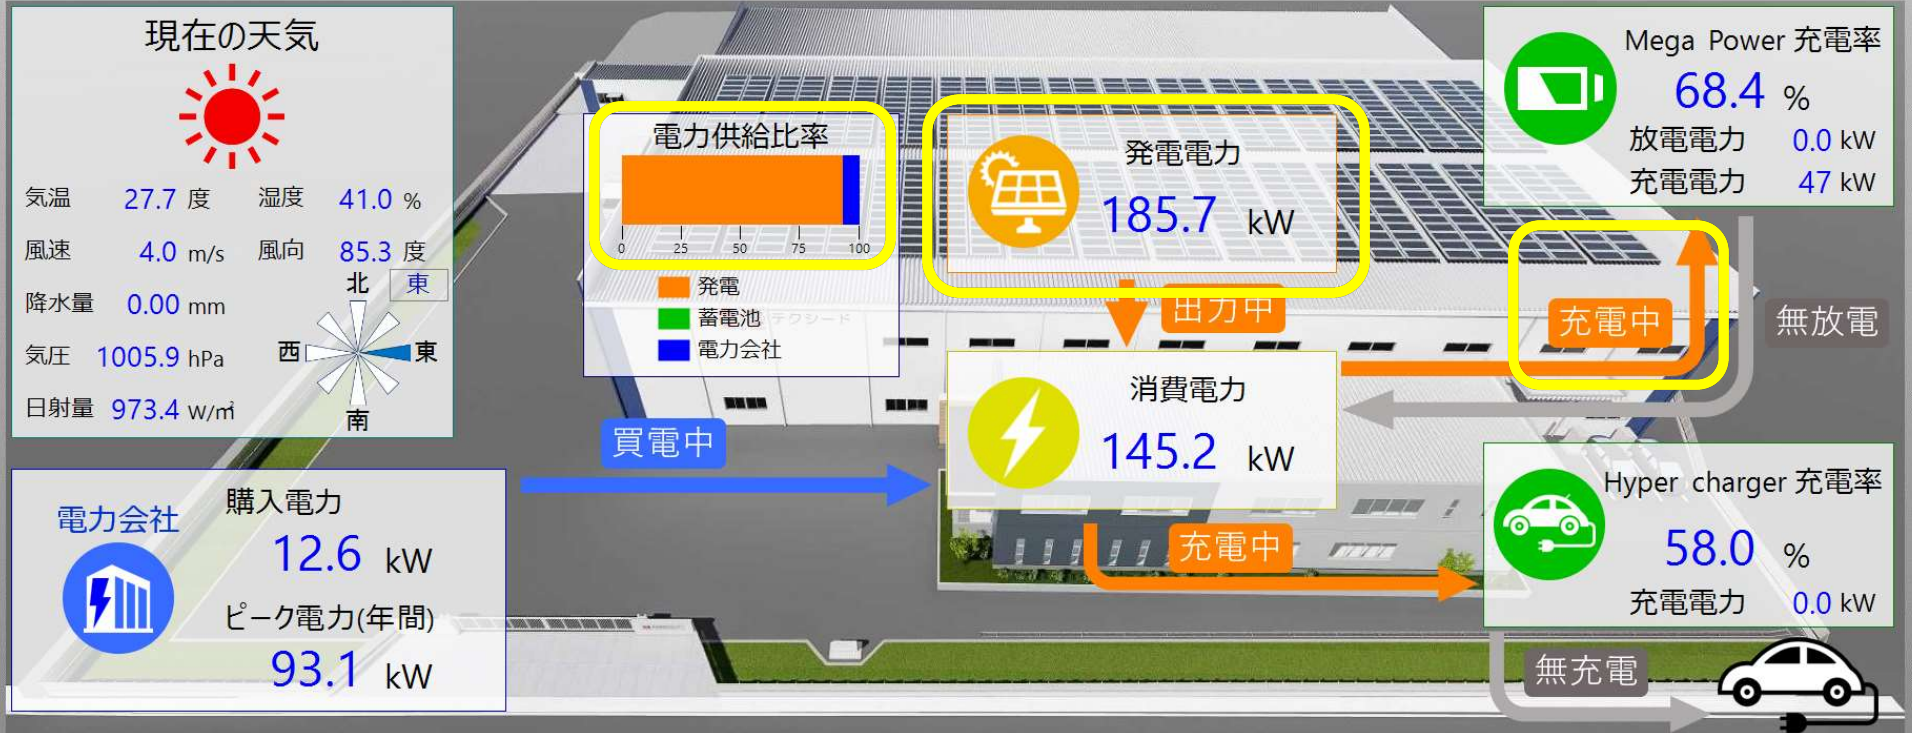 現在の天気
気温 27.7 度 湿度 41.0 %
風速 4.0 m/s 風向 85.3 度
北 東
降水量 0.00 mm
気圧 1005.9 hPa 西 東
日射量 973.4 W/㎡
南
電力供給比率
0 25 50 75 100
発電
蓄電池
電力会社
テクシード
発電電力
185.7 kW
出力中
Mega Power 充電率
68.4 %
放電電力 0.0 kW
充電電力 47 kW
充電中
無放電
消費電力
145.2 kW
買電中
充電中
電力会社
購入電力
12.6 kW
ピーク電力(年間)
93.1 kW
Hyper charger 充電率
58.0 %
充電電力 0.0 kW
無充電